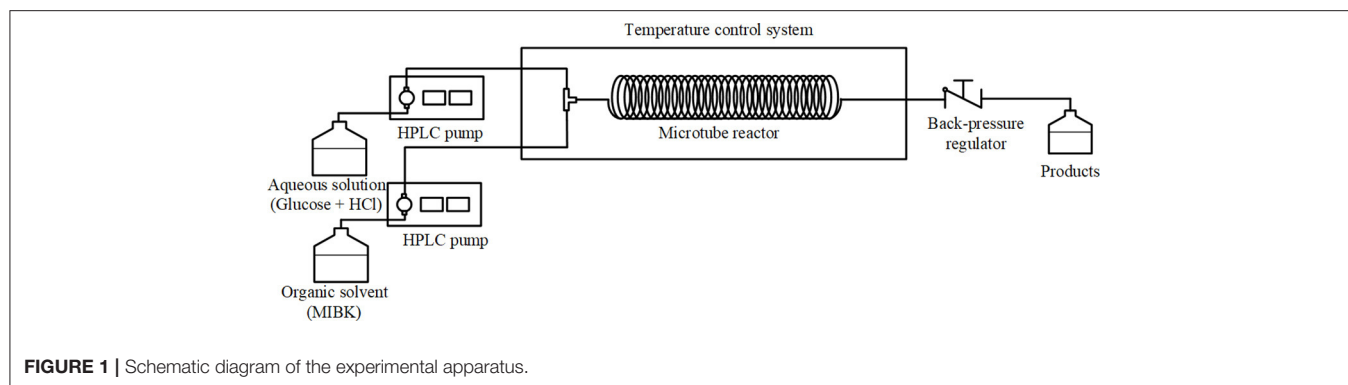 Temperature control system
HPLC pump
Microtube reactor
Back-pressure
regulator
Products
Aqueous solution
(Glucose + HCl)
HPLC pump
Organic solvent
(MIBK)
FIGURE 1 | Schematic diagram of the experimental apparatus.